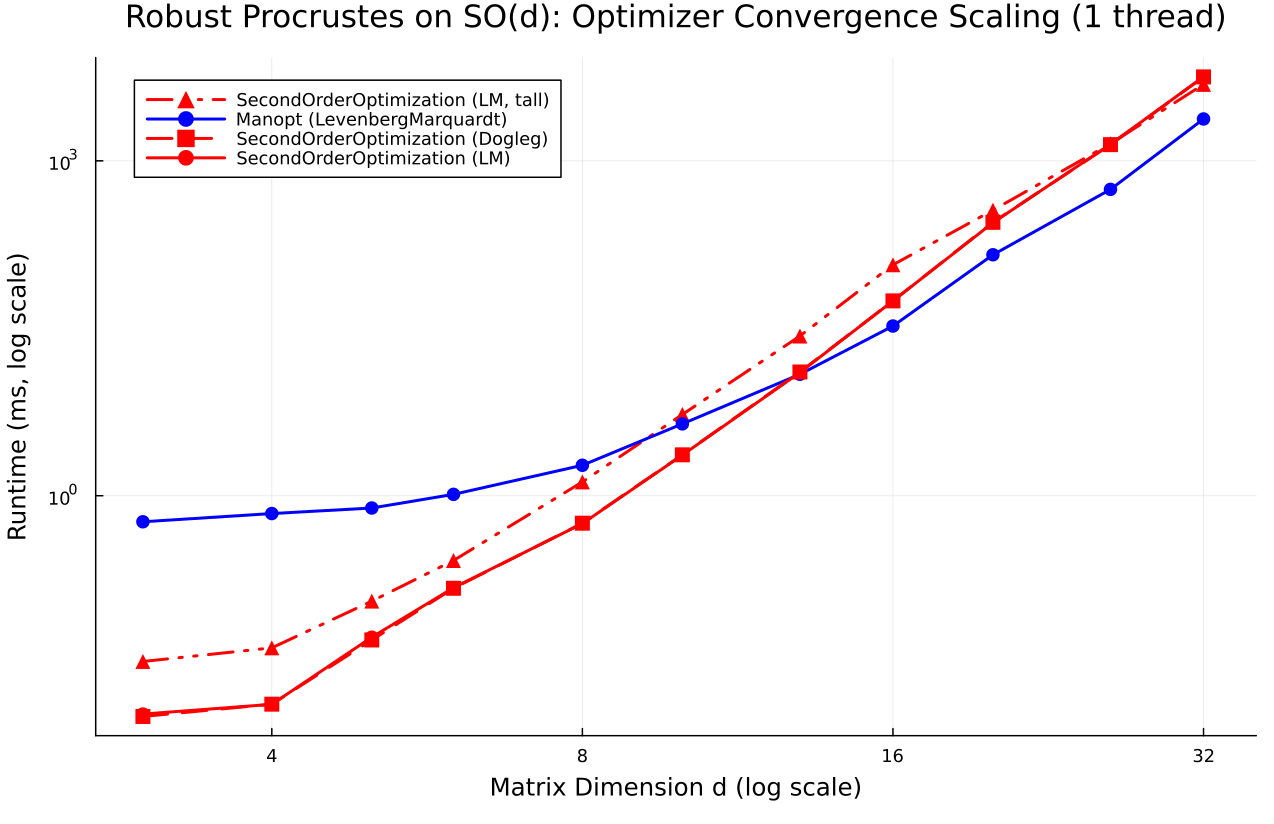 Robust Procrustes on SO(d): Optimizer Convergence Scaling (1 thread)
SecondOrderOptimization (LM, tall)
Manopt (LevenbergMarquardt)
SecondOrderOptimization (Dogleg)
SecondOrderOptimization (LM)
Runtime (ms, log scale)
10³
10⁰
4 8 16 32
Matrix Dimension d (log scale)